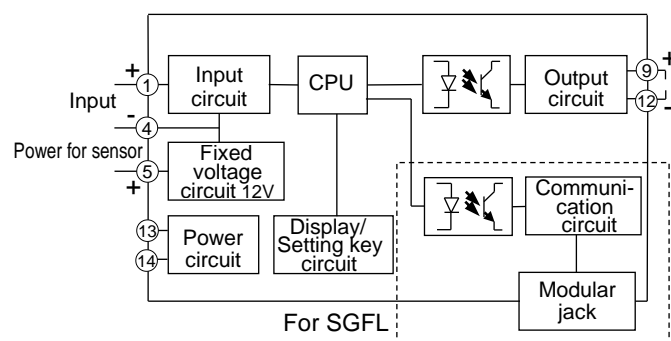 +
1
Input
circuit
CPU
Output
circuit
9
+
12
-
Input
-
4
Power for sensor
5
+
Fixed
voltage
circuit 12V
13
14
Power
circuit
Display/
Setting key
circuit
Communi-
cation
circuit
Modular
jack
For SGFL